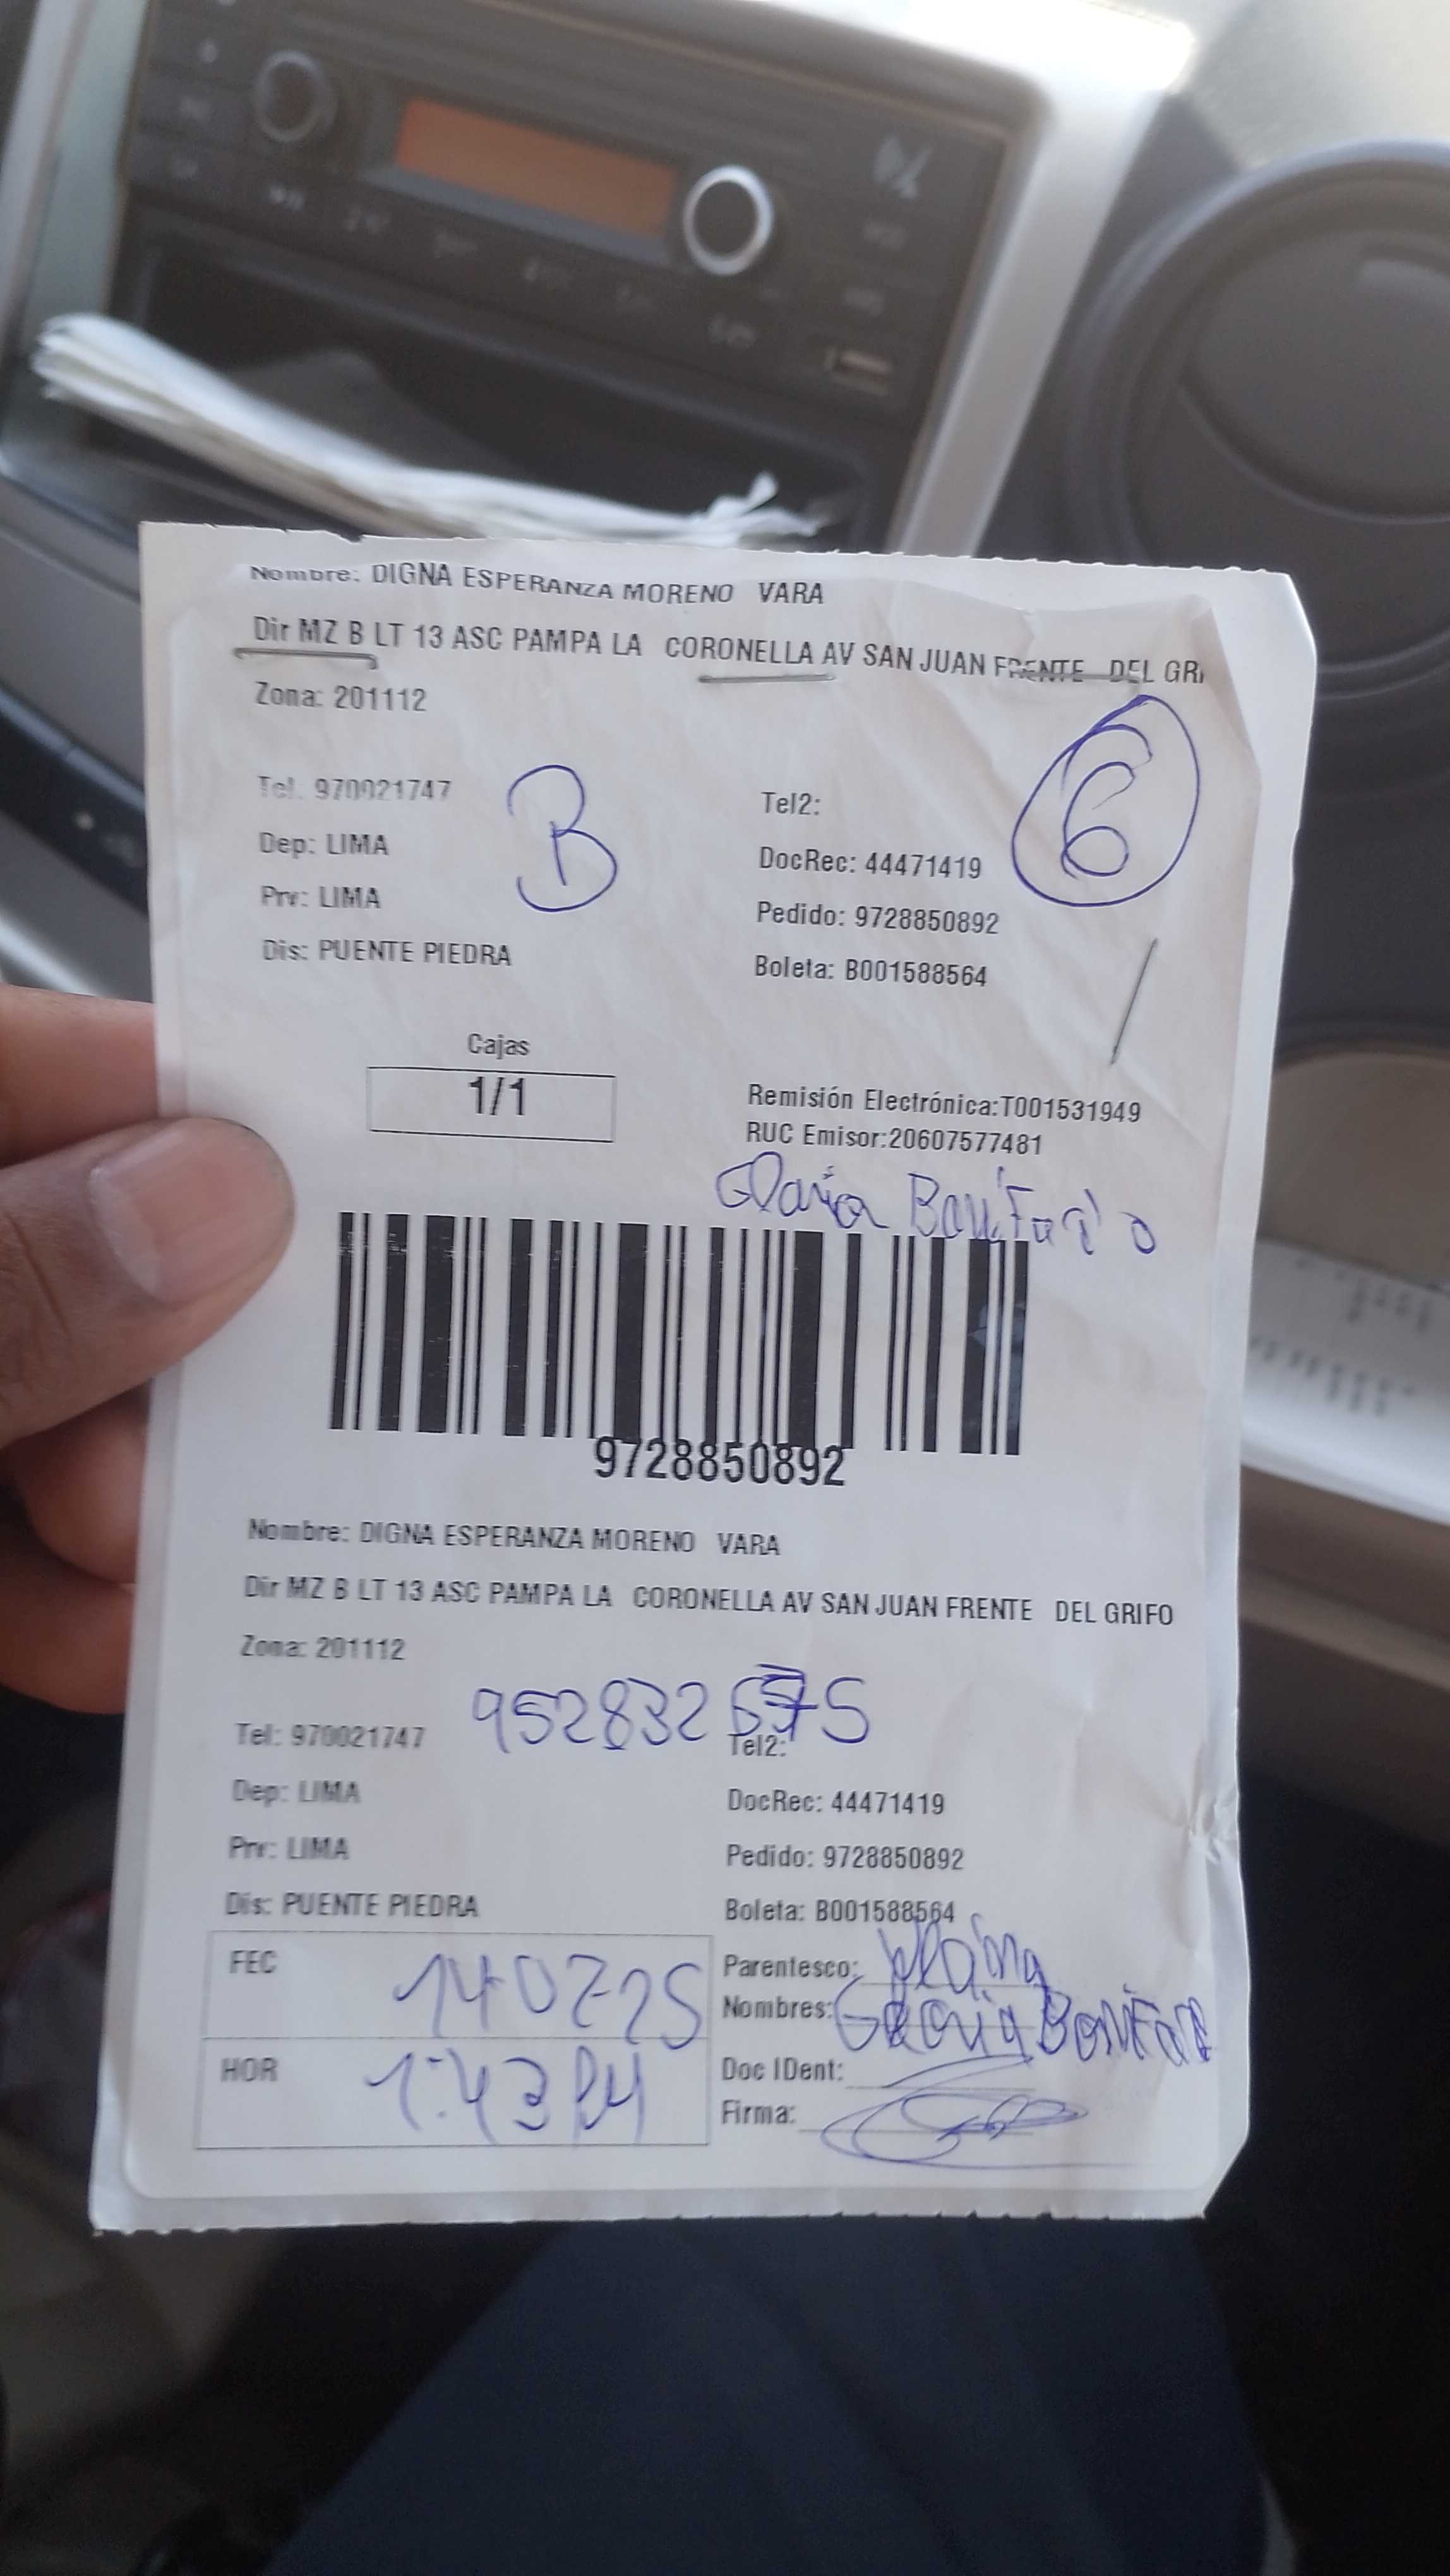 Nombre: DIGNA ESPERANZA MORENO VARA
Dir MZ B LT 13 ASC PAMPA LA CORONELLA AV SAN JUAN FRENTE DEL GRI
Zona: 201112
6
Tel. 970021747
B
Tel2:
Dep: LIMA
DocRec: 44471419
Prv: LIMA
Pedido: 9728850892
Dis: PUENTE PIEDRA
Boleta: B001588564
Cajas
1/1
Remisión Electrónica:T001531949
RUC Emisor:20607577481
9728850892
Nombre: DIGNA ESPERANZA MORENO VARA
Dir MZ B LT 13 ASC PAMPA LA CORONELLA AV SAN JUAN FRENTE DEL GRIFO
Zona: 201112
952832
Tel: 970021747
Tel2:
Dep: LIMA
DocRec: 44471419
Prv: LIMA
Pedido: 9728850892
Dis: PUENTE PIEDRA
Boleta: B001588564
FEC 140725
Parentesco:
Nombres:
HOR 1:43 PM
Doc IDent:
Firma: